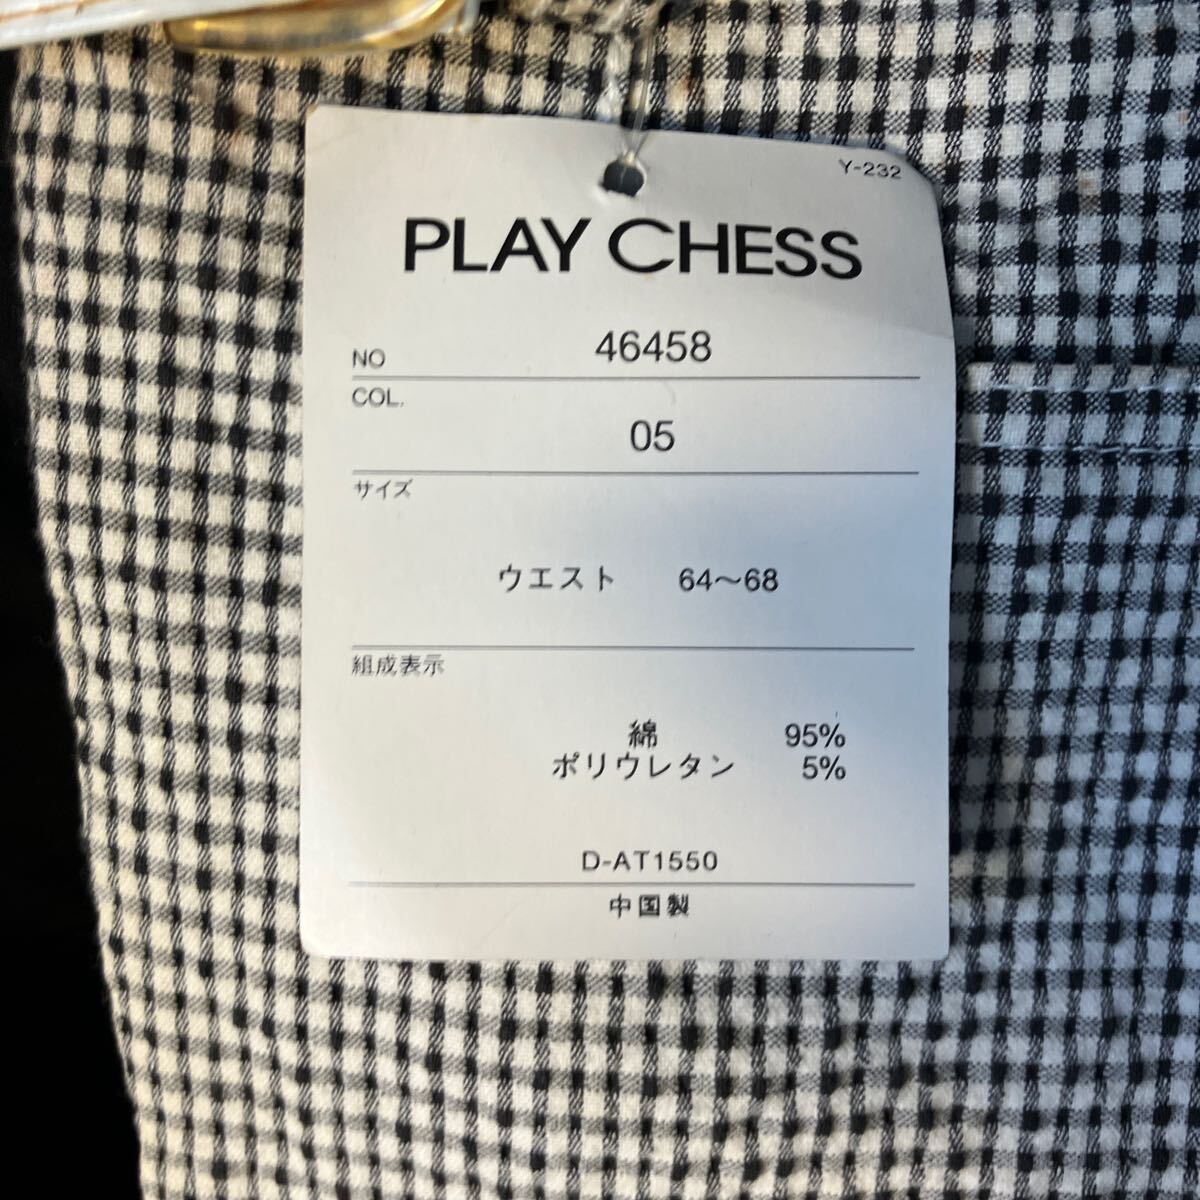 Y-232
PLAY CHESS
NO 46458
COL. 05
サイズ
ウエスト 64〜68
組成表示
綿 95%
ポリウレタン 5%
D-AT1550
中国製